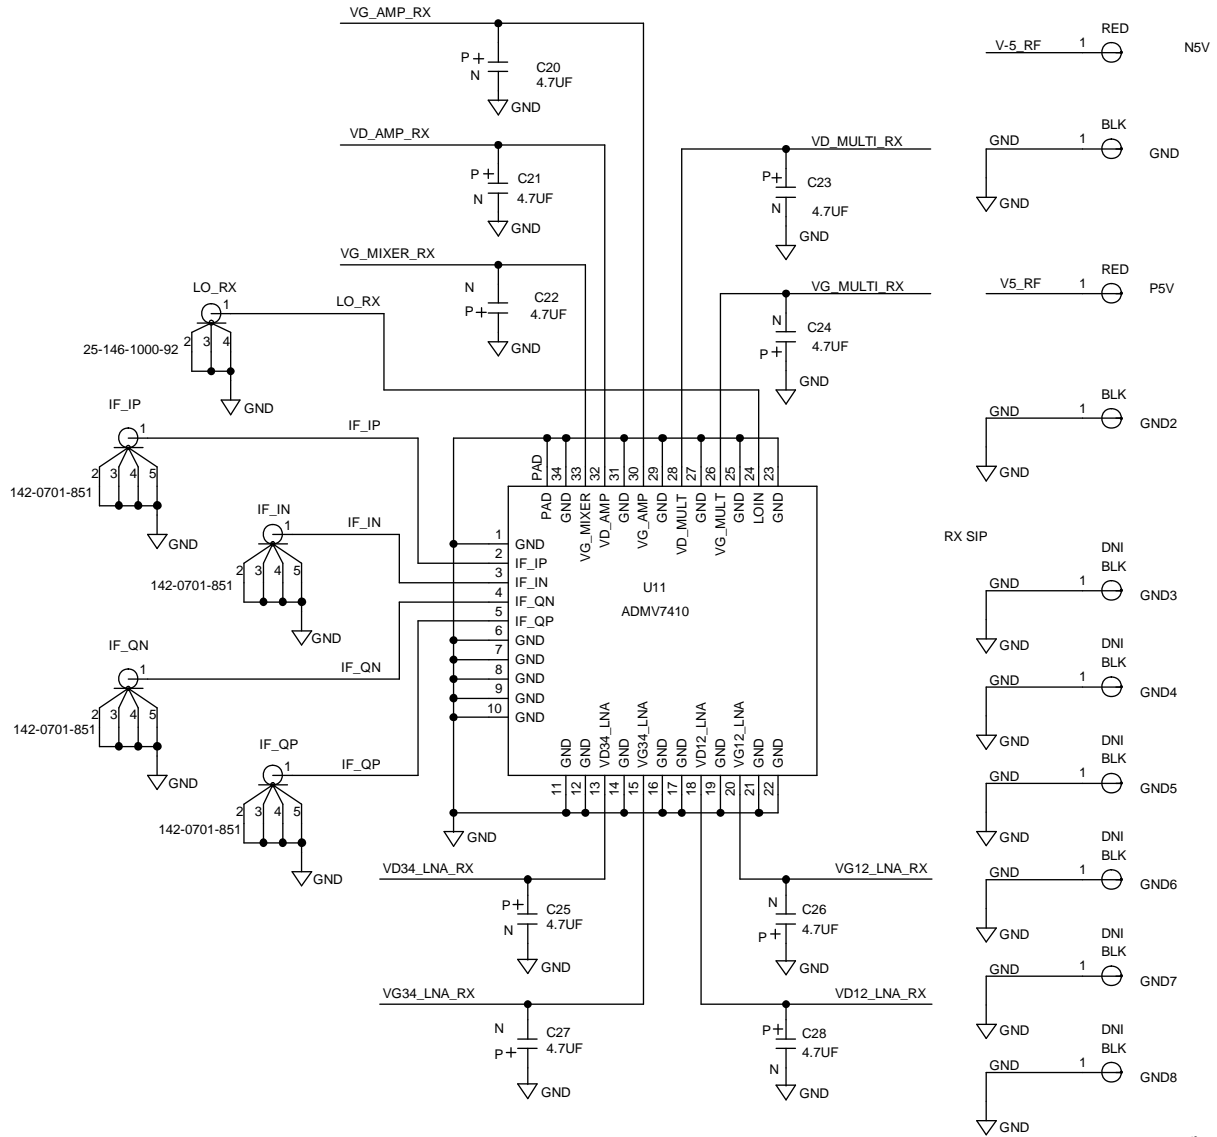 VG_AMP_RX
P
N
C20
4.7UF
GND
VD_AMP_RX
P
N
C21
4.7UF
GND
VG_MIXER_RX
N
P
C22
4.7UF
GND
VD_MULTI_RX
P
N
C23
4.7UF
GND
VG_MULTI_RX
N
P
C24
4.7UF
GND
LO_RX
1
LO_RX
2 3 4
25-146-1000-92
GND
IF_IP
1
IF_IP
2 3 4 5
142-0701-851
GND
IF_IN
1
IF_IN
2 3 4 5
142-0701-851
GND
IF_QN
1
IF_QN
2 3 4 5
142-0701-851
GND
IF_QP
1
IF_QP
2 3 4 5
142-0701-851
GND
PAD 34 33 32 31 30 29 28 27 26 25 24 23
PAD GND VG_MIXER VD_AMP GND VG_AMP GND VD_MULT GND VG_MULT GND LOIN GND
1 GND
2 IF_IP
3 IF_IN
4 IF_QN
5 IF_QP
6 GND
7 GND
8 GND
9 GND
10 GND
U11
ADMV7410
GND GND VD34_LNA GND VG34_LNA GND GND VD12_LNA GND VG12_LNA GND GND
11 12 13 14 15 16 17 18 19 20 21 22
GND
VD34_LNA_RX
P
N
C25
4.7UF
GND
VG12_LNA_RX
N
P
C26
4.7UF
GND
VG34_LNA_RX
N
P
C27
4.7UF
GND
VD12_LNA_RX
P
N
C28
4.7UF
GND
RED
V-5_RF 1 N5V
BLK
GND 1 GND
GND
RED
V5_RF 1 P5V
BLK
GND 1 GND2
GND
RX SIP
DNI
BLK
GND 1 GND3
GND
DNI
BLK
GND 1 GND4
GND
DNI
BLK
GND 1 GND5
GND
DNI
BLK
GND 1 GND6
GND
DNI
BLK
GND 1 GND7
GND
DNI
BLK
GND 1 GND8
GND